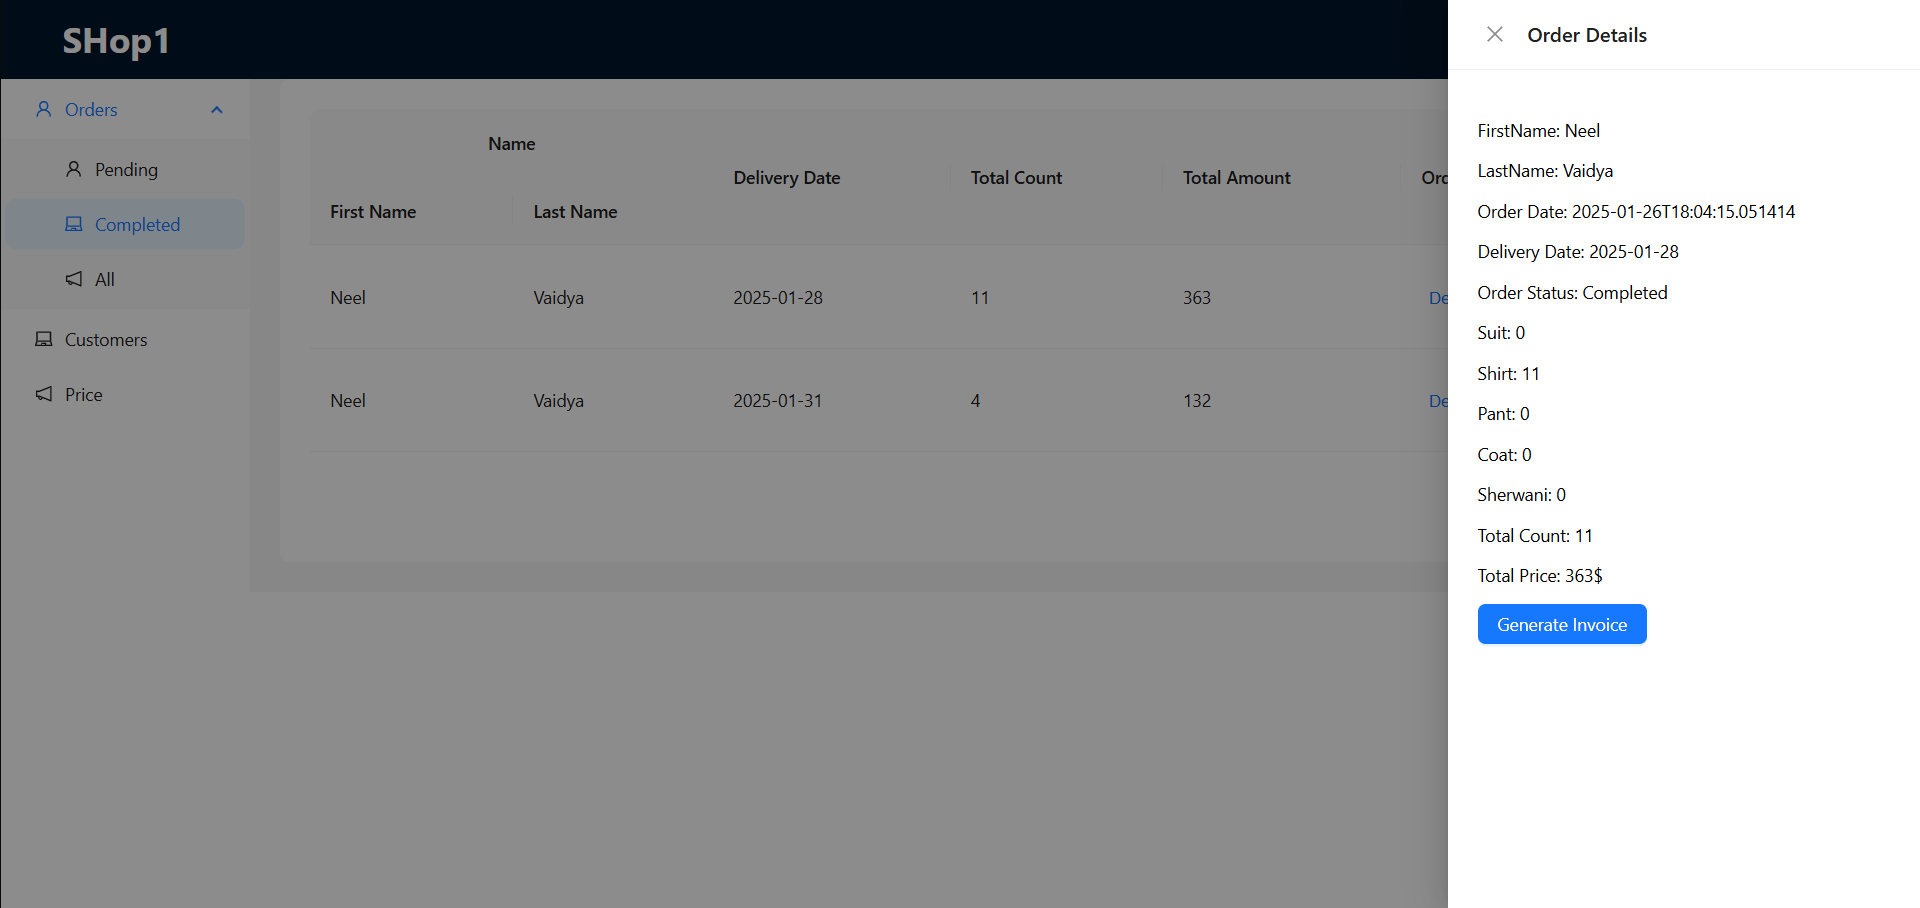 SHop1
Orders
Pending
Completed
All
Customers
Price
Name
Delivery Date Total Count Total Amount
First Name Last Name
Neel Vaidya 2025-01-28 11 363
Neel Vaidya 2025-01-31 4 132
Order Details
FirstName: Neel
LastName: Vaidya
Order Date: 2025-01-26T18:04:15.051414
Delivery Date: 2025-01-28
Order Status: Completed
Suit: 0
Shirt: 11
Pant: 0
Coat: 0
Sherwani: 0
Total Count: 11
Total Price: 363$
Generate Invoice